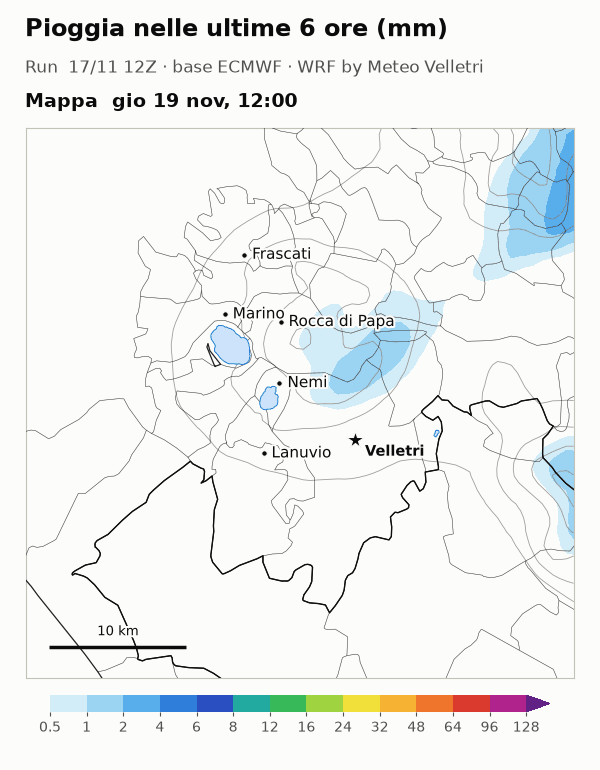 Pioggia nelle ultime 6 ore (mm)
Run  17/11 12Z · base ECMWF · WRF by Meteo Velletri
Mappa  gio 19 nov, 12:00
Frascati
Marino
Rocca di Papa
Nemi
Velletri
Lanuvio
10 km
0.5 1 2 4 6 8 12 16 24 32 48 64 96 128